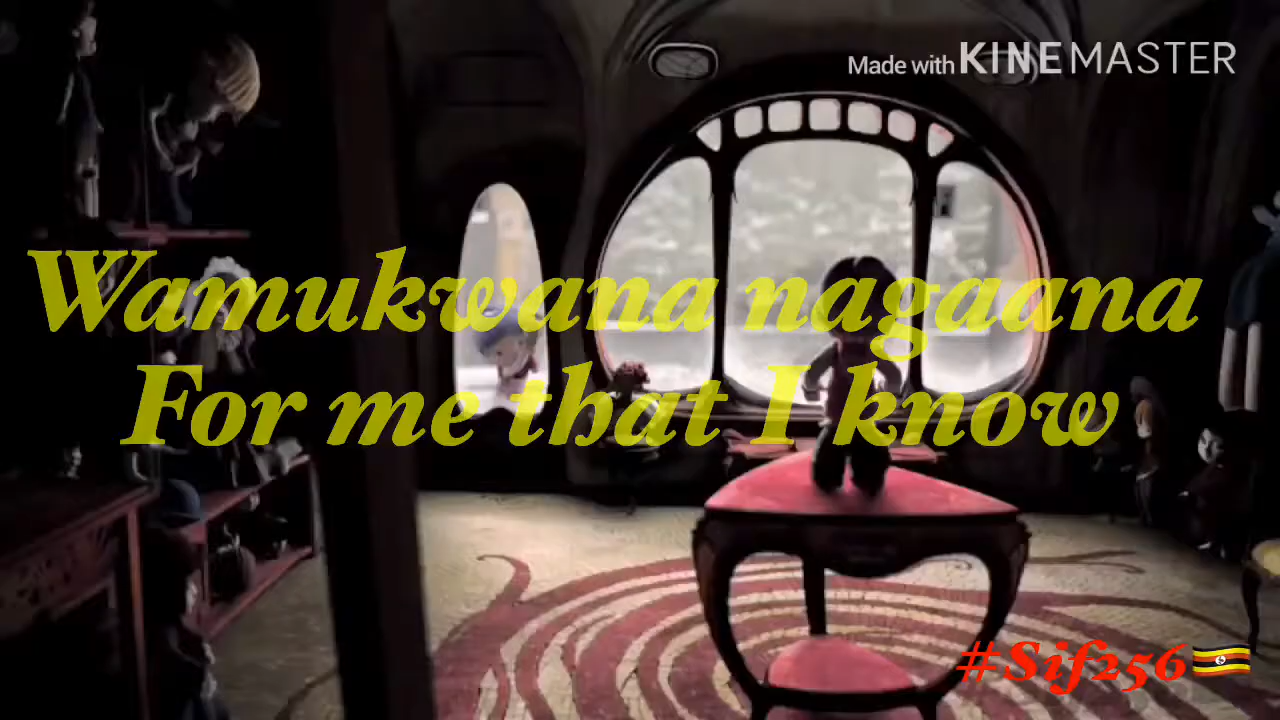 Made with KINEMASTER
Wamukwana nagaana
For me that I know
#Sif256🇺🇬